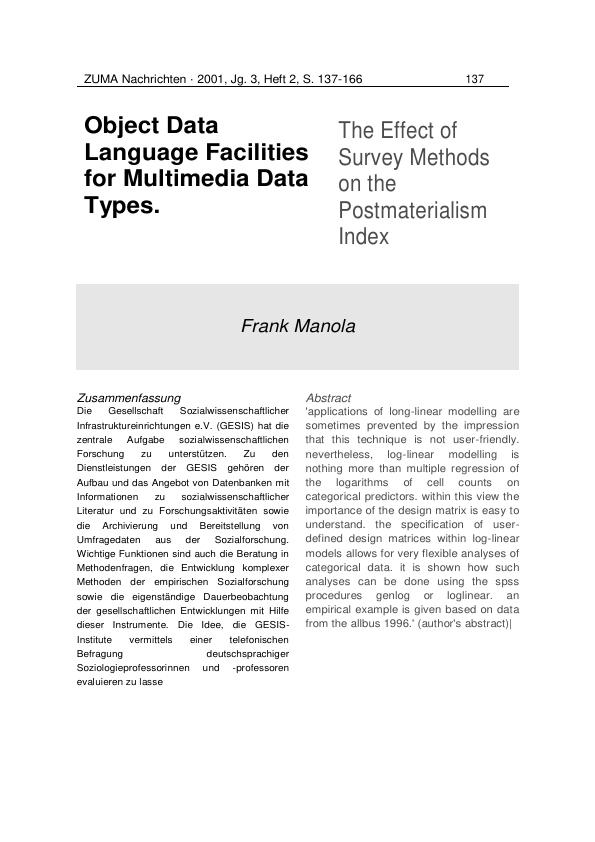 ZUMA Nachrichten · 2001, Jg. 3, Heft 2, S. 137-166 137
Object Data
Language Facilities
for Multimedia Data
Types.
The Effect of
Survey Methods
on the
Postmaterialism
Index
Frank Manola
Zusammenfassung
Die Gesellschaft Sozialwissenschaftlicher
Infrastruktureinrichtungen e.V. (GESIS) hat die
zentrale Aufgabe sozialwissenschaftlichen
Forschung zu unterstützen. Zu den
Dienstleistungen der GESIS gehören der
Aufbau und das Angebot von Datenbanken mit
Informationen zu sozialwissenschaftlicher
Literatur und zu Forschungsaktivitäten sowie
die Archivierung und Bereitstellung von
Umfragedaten aus der Sozialforschung.
Wichtige Funktionen sind auch die Beratung in
Methodenfragen, die Entwicklung komplexer
Methoden der empirischen Sozialforschung
sowie die eigenständige Dauerbeobachtung
der gesellschaftlichen Entwicklungen mit Hilfe
dieser Instrumente. Die Idee, die GESIS-
Institute vermittels einer telefonischen
Befragung deutschsprachiger
Soziologieprofessorinnen und -professoren
evaluieren zu lasse
Abstract
'applications of long-linear modelling are
sometimes prevented by the impression
that this technique is not user-friendly.
nevertheless, log-linear modelling is
nothing more than multiple regression of
the logarithms of cell counts on
categorical predictors. within this view the
importance of the design matrix is easy to
understand. the specification of user-
defined design matrices within log-linear
models allows for very flexible analyses of
categorical data. it is shown how such
analyses can be done using the spss
procedures genlog or loglinear. an
empirical example is given based on data
from the allbus 1996.' (author's abstract)|